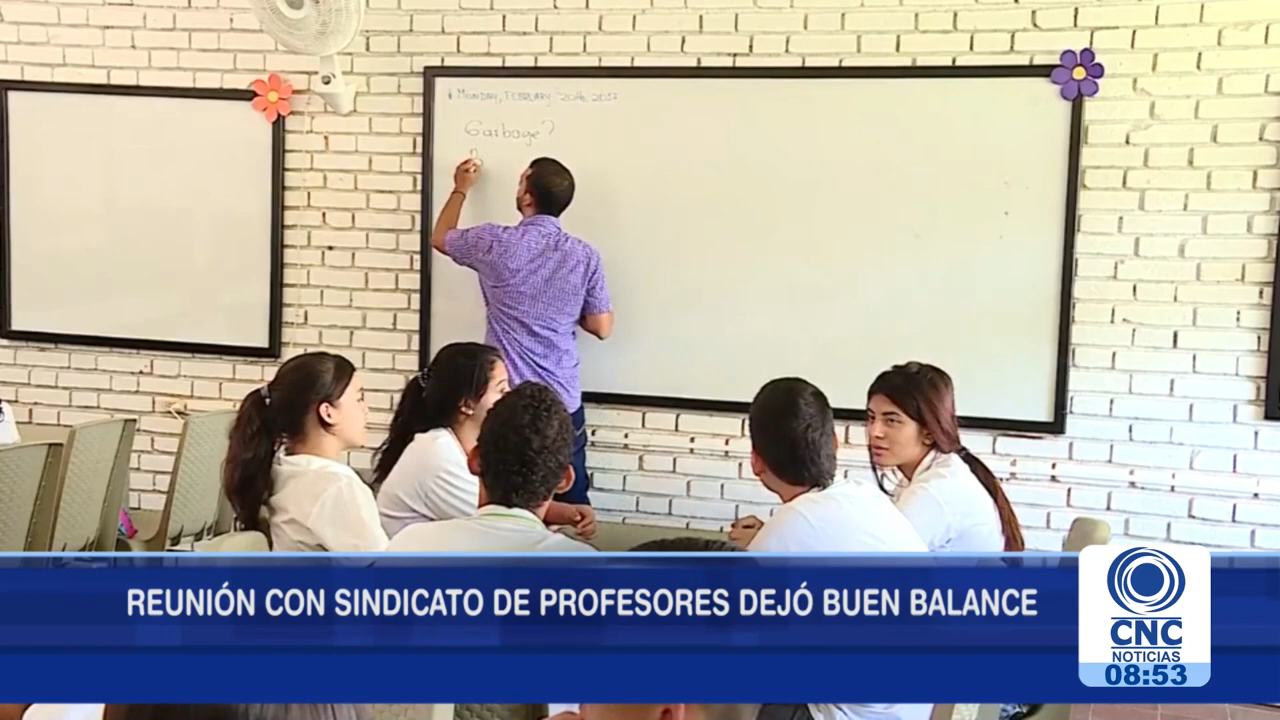 MONDAY, FEBRUARY 20th, 2017
Garbage?
REUNIÓN CON SINDICATO DE PROFESORES DEJÓ BUEN BALANCE
CNC
NOTICIAS
08:53